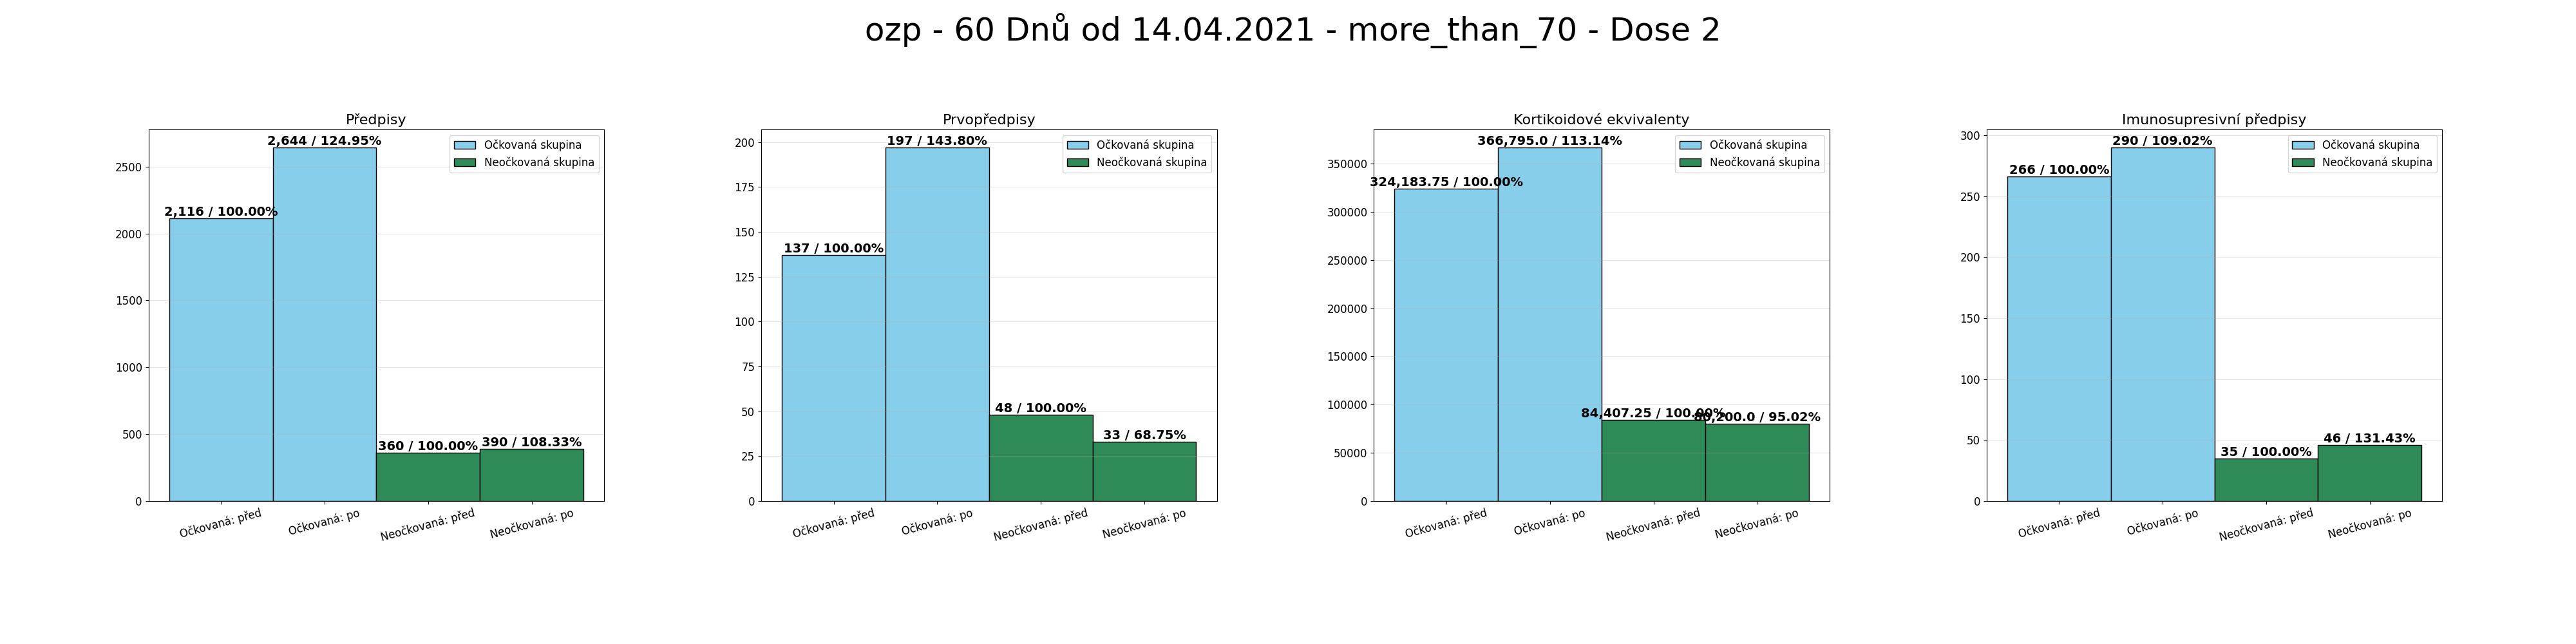 ozp - 60 Dnů od 14.04.2021 - more_than_70 - Dose 2
Předpisy
2,644 / 124.95%
2,116 / 100.00%
360 / 100.00%
390 / 108.33%
Očkovaná skupina
Neočkovaná skupina
2500
2000
1500
1000
500
0
Očkovaná: před
Očkovaná: po
Neočkovaná: před
Neočkovaná: po
Prvopředpisy
197 / 143.80%
137 / 100.00%
48 / 100.00%
33 / 68.75%
Očkovaná skupina
Neočkovaná skupina
200
175
150
125
100
75
50
25
0
Očkovaná: před
Očkovaná: po
Neočkovaná: před
Neočkovaná: po
Kortikoidové ekvivalenty
366,795.0 / 113.14%
324,183.75 / 100.00%
84,407.25 / 100.00%
80,200.0 / 95.02%
Očkovaná skupina
Neočkovaná skupina
350000
300000
250000
200000
150000
100000
50000
0
Očkovaná: před
Očkovaná: po
Neočkovaná: před
Neočkovaná: po
Imunosupresivní předpisy
290 / 109.02%
266 / 100.00%
35 / 100.00%
46 / 131.43%
Očkovaná skupina
Neočkovaná skupina
300
250
200
150
100
50
0
Očkovaná: před
Očkovaná: po
Neočkovaná: před
Neočkovaná: po